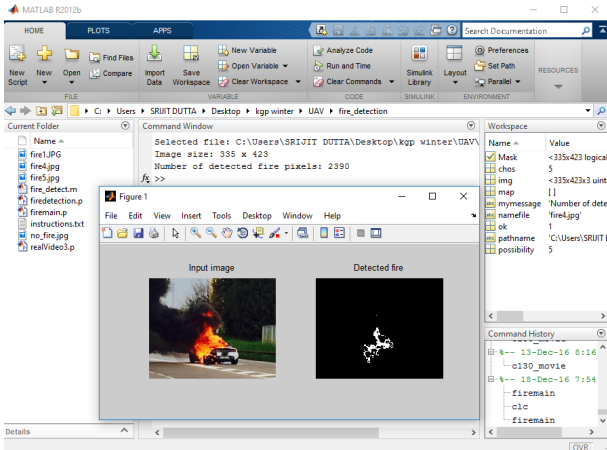 MATLAB R2012b
HOME PLOTS APPS Search Documentation
New Script
New
Open
Find Files
Compare
FILE
Import Data
Save Workspace
New Variable
Open Variable
Clear Workspace
VARIABLE
Analyze Code
Run and Time
Clear Commands
CODE
Simulink Library
SIMULINK
Layout
Preferences
Set Path
Parallel
ENVIRONMENT
RESOURCES
C: Users SRIJIT DUTTA Desktop kgp winter UAV fire_detection
Current Folder
Name
fire1.JPG
fire4.jpg
fire5.jpg
fire_detect.m
firedetection.p
firemain.p
instructions.txt
no_fire.jpg
realVideo3.p
Details
Command Window
Selected file: C:\Users\SRIJIT DUTTA\Desktop\kgp winter\UAV\
Image size: 335 x 423
Number of detected fire pixels: 2390
fx >>
Figure 1
File Edit View Insert Tools Desktop Window Help
Input image
Detected fire
Workspace
Name Value
Mask <335x423 logical
chos 5
img <335x423x3 uint
map []
mymessage 'Number of dete
namefile 'fire4.jpg'
ok 1
pathname 'C:\Users\SRIJIT D
possibility 5
Command History
c130_movie
%-- 13-Dec-16 8:16
c130_movie
%-- 18-Dec-16 7:54
firemain
clc
firemain
OVR